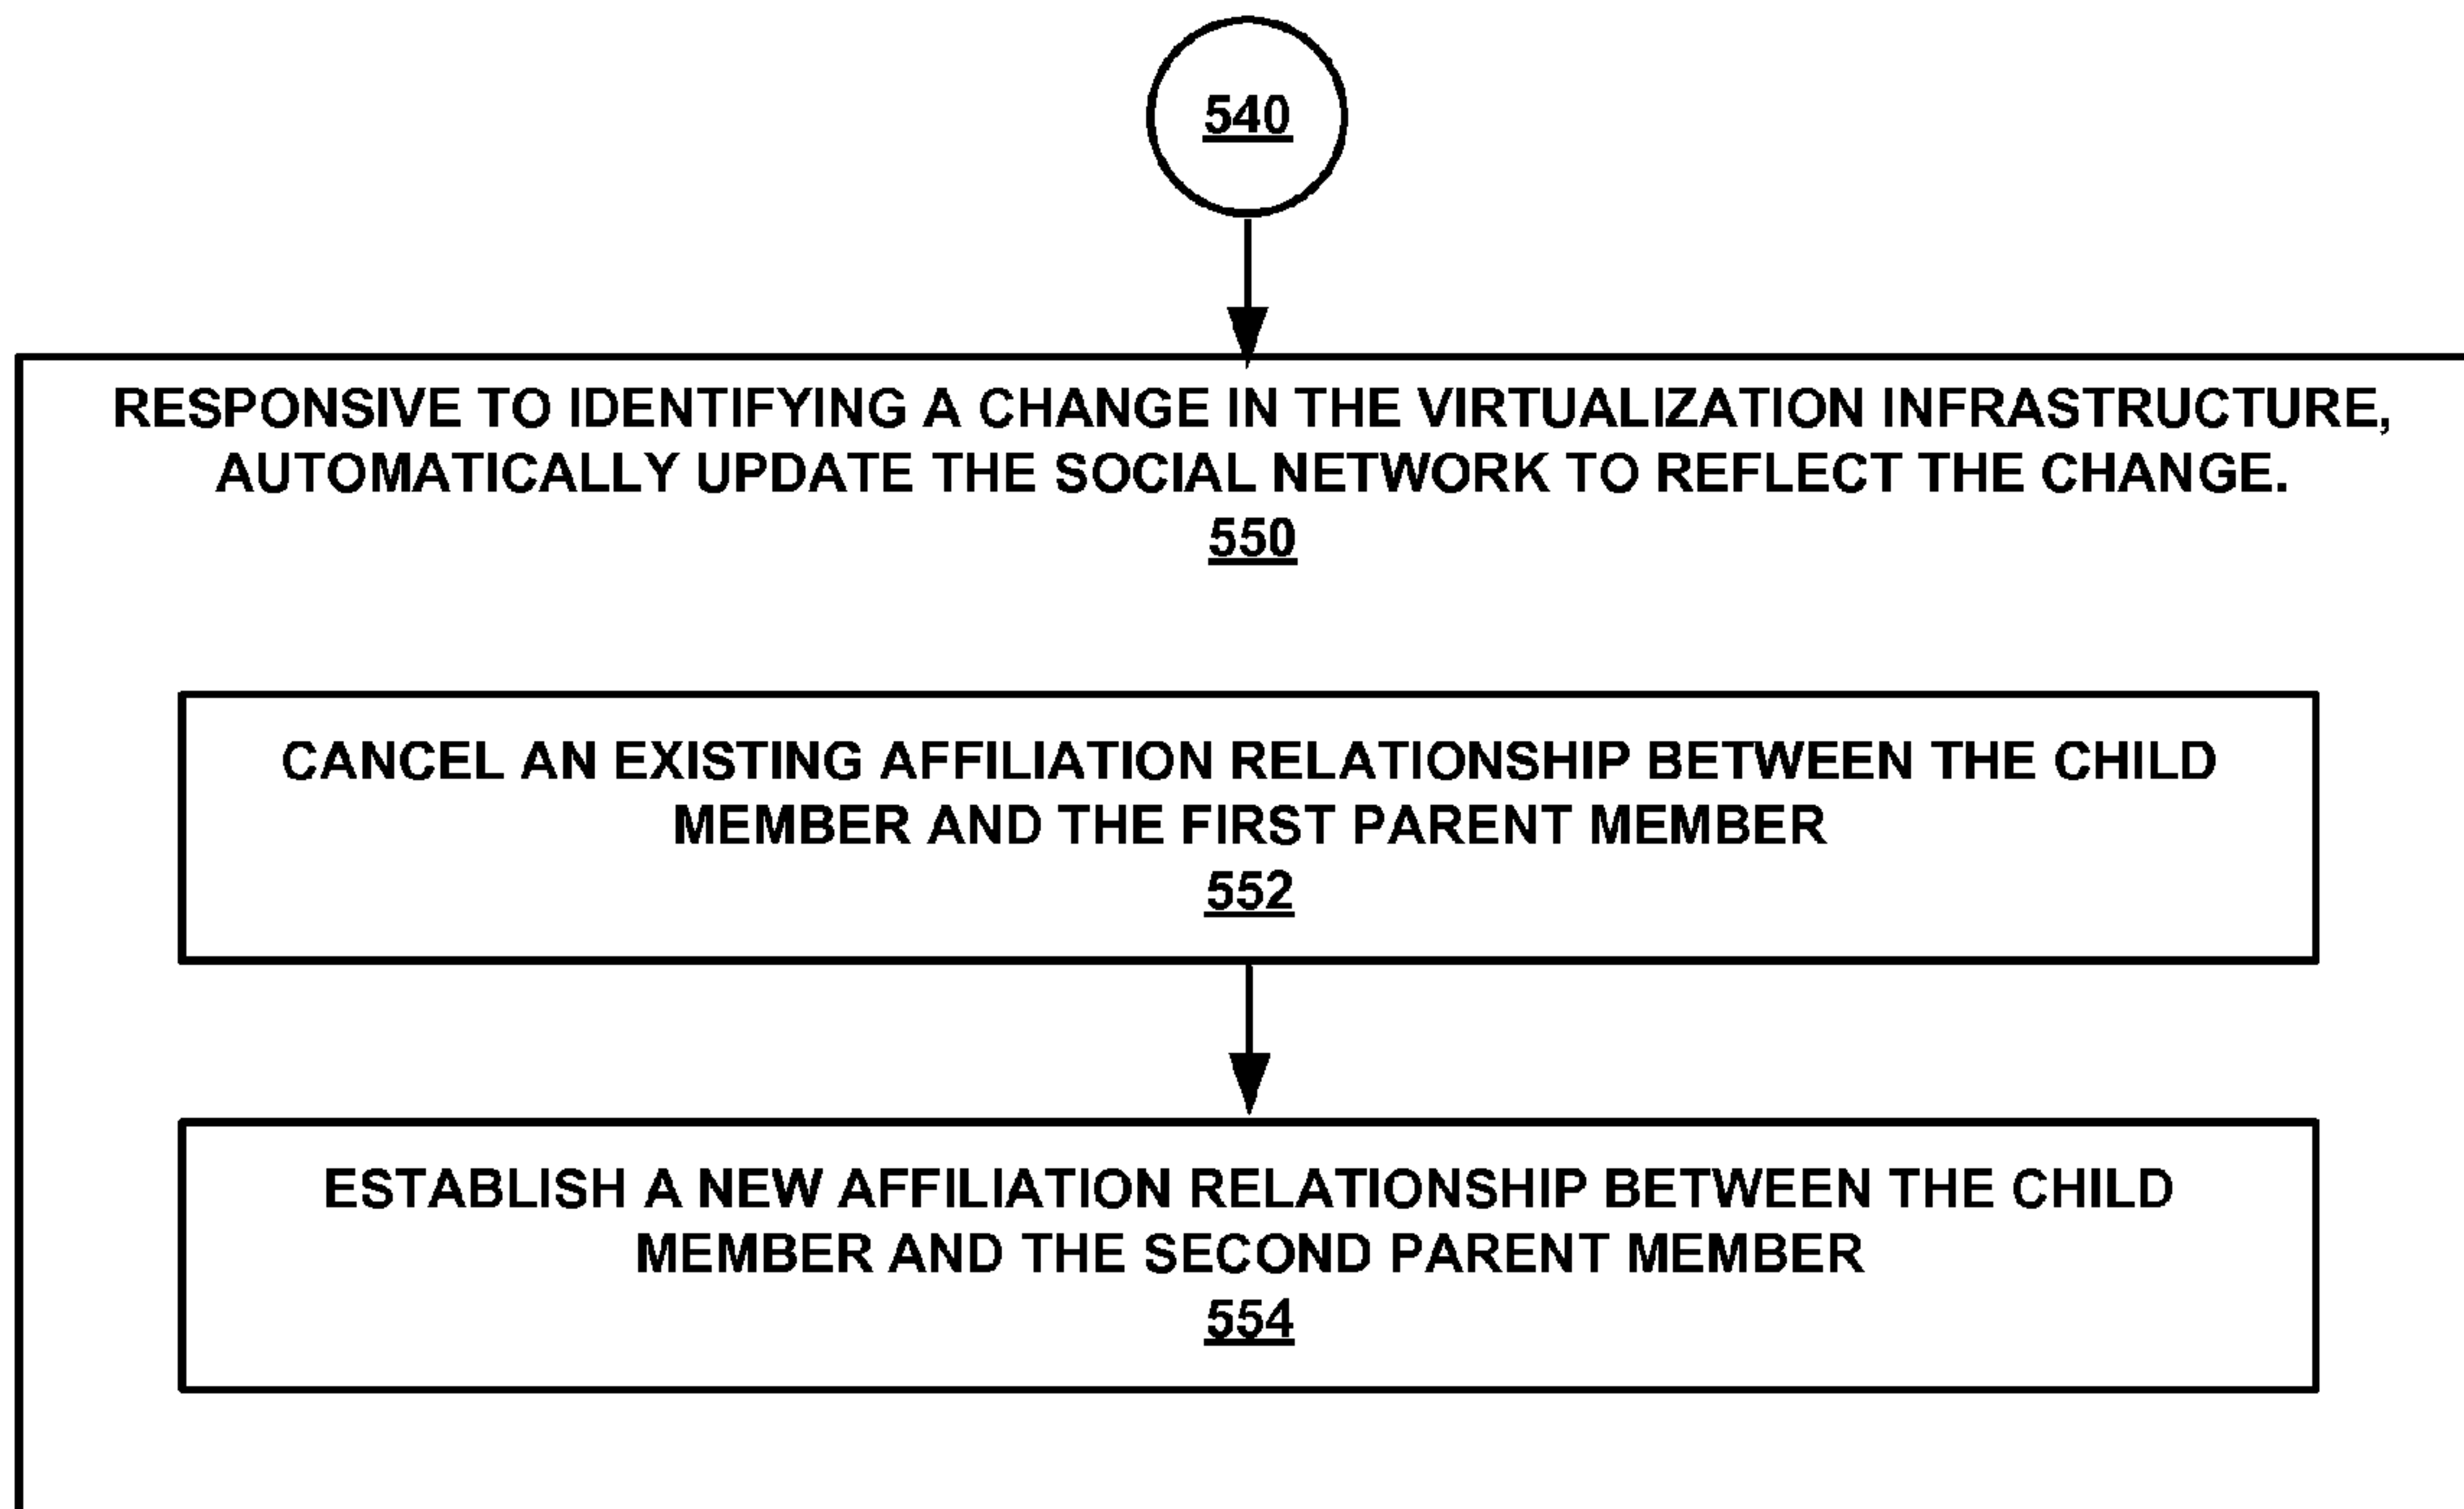 540
RESPONSIVE TO IDENTIFYING A CHANGE IN THE VIRTUALIZATION INFRASTRUCTURE,
AUTOMATICALLY UPDATE THE SOCIAL NETWORK TO REFLECT THE CHANGE.
550
CANCEL AN EXISTING AFFILIATION RELATIONSHIP BETWEEN THE CHILD
MEMBER AND THE FIRST PARENT MEMBER
552
ESTABLISH A NEW AFFILIATION RELATIONSHIP BETWEEN THE CHILD
MEMBER AND THE SECOND PARENT MEMBER
554